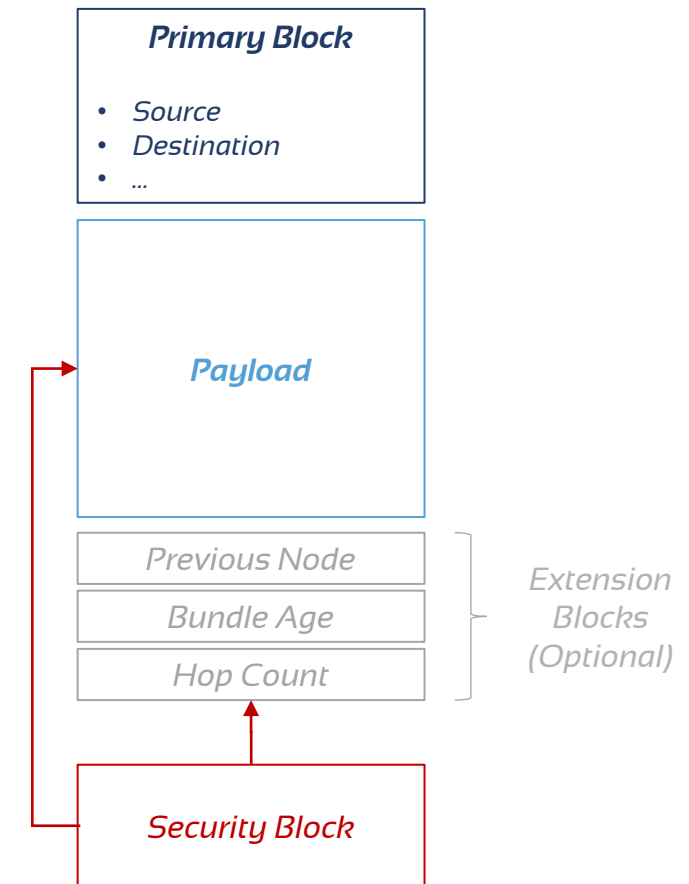 Primary Block
• Source
• Destination
• ...
Payload
Previous Node
Bundle Age
Hop Count
Extension
Blocks
(Optional)
Security Block